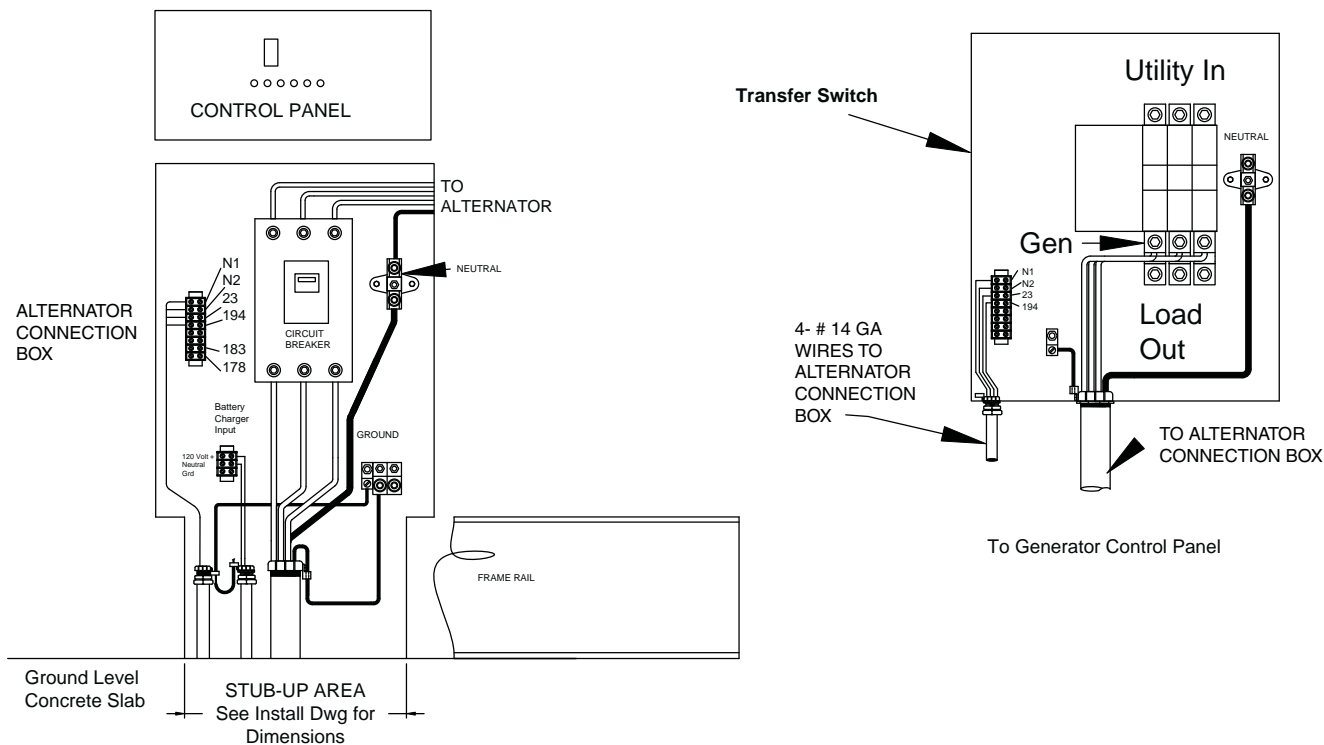 CONTROL PANEL
TO
ALTERNATOR
NEUTRAL
N1
N2
23
194
183
178
ALTERNATOR
CONNECTION
BOX
CIRCUIT
BREAKER
Battery
Charger
Input
120 Volt +
Neutral
Grd
GROUND
FRAME RAIL
Ground Level
Concrete Slab
STUB-UP AREA
See Install Dwg for
Dimensions
Transfer Switch
Utility In
NEUTRAL
Gen
N1
N2
23
194
Load
Out
4- # 14 GA
WIRES TO
ALTERNATOR
CONNECTION
BOX
TO ALTERNATOR
CONNECTION BOX
To Generator Control Panel